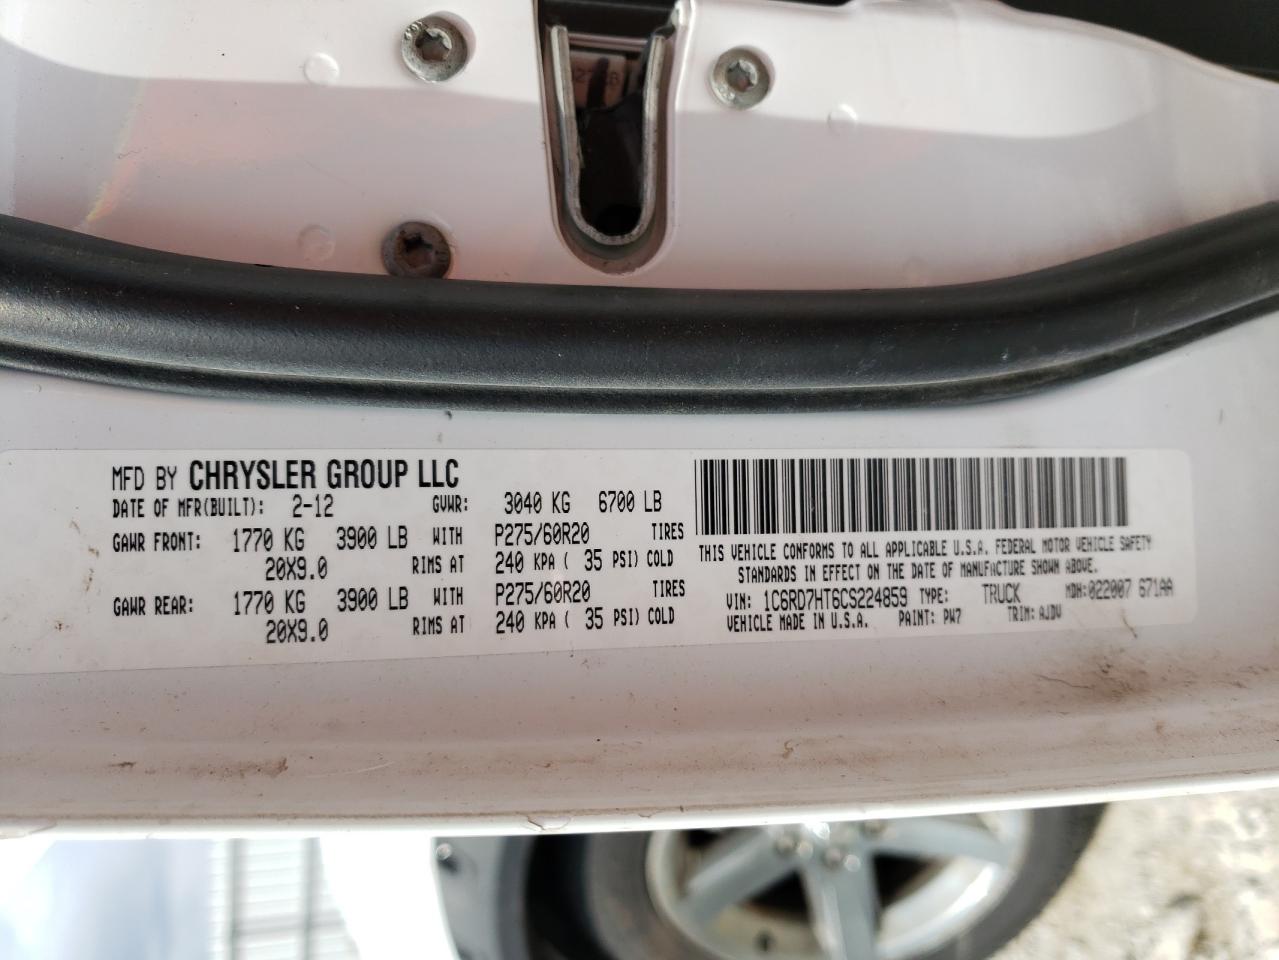 MFD BY CHRYSLER GROUP LLC
DATE OF MFR(BUILT): 2-12 GVWR: 3040 KG 6700 LB
GAWR FRONT: 1770 KG 3900 LB WITH P275/60R20 TIRES
20X9.0 RIMS AT 240 KPA ( 35 PSI) COLD
GAWR REAR: 1770 KG 3900 LB WITH P275/60R20 TIRES
20X9.0 RIMS AT 240 KPA ( 35 PSI) COLD
THIS VEHICLE CONFORMS TO ALL APPLICABLE U.S.A. FEDERAL MOTOR VEHICLE SAFETY
STANDARDS IN EFFECT ON THE DATE OF MANUFACTURE SHOWN ABOVE.
VIN: 1C6RD7HT6CS224859 TYPE: TRUCK MDH:022007 671AA
VEHICLE MADE IN U.S.A. PAINT: PW7 TRIM: AJDV